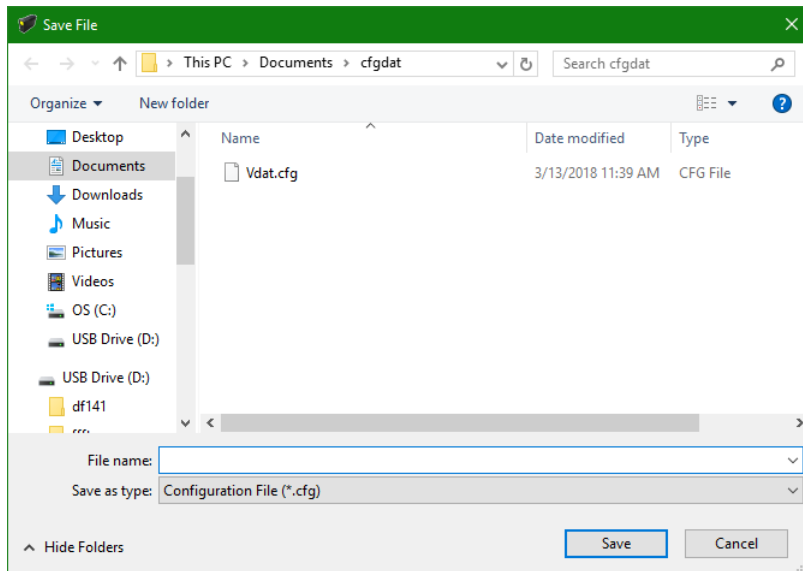 Save File
This PC > Documents > cfgdat
Search cfgdat
Organize
New folder
Name
Date modified
Type
Desktop
Documents
Downloads
Music
Pictures
Videos
OS (C:)
USB Drive (D:)
USB Drive (D:)
df141
Vdat.cfg 3/13/2018 11:39 AM CFG File
File name:
Save as type: Configuration File (*.cfg)
Hide Folders
Save
Cancel